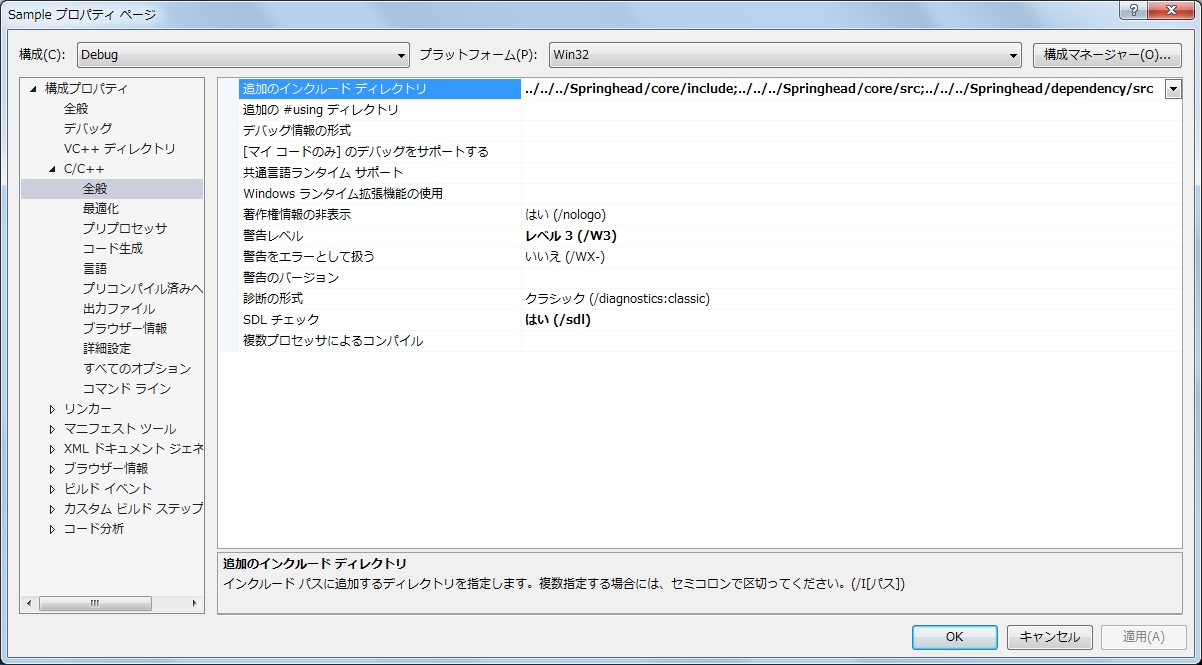 Sample プロパティ ページ
構成(C): Debug プラットフォーム(P): Win32 構成マネージャー(O)...
構成プロパティ
全般
デバッグ
VC++ ディレクトリ
C/C++
全般
最適化
プリプロセッサ
コード生成
言語
プリコンパイル済みヘ
出力ファイル
ブラウザー情報
詳細設定
すべてのオプション
コマンド ライン
リンカー
マニフェスト ツール
XML ドキュメント ジェネ
ブラウザー情報
ビルド イベント
カスタム ビルド ステップ
コード分析
追加のインクルード ディレクトリ ../../../Springhead/core/include;../../../Springhead/core/src;../../../Springhead/dependency/src
追加の #using ディレクトリ
デバッグ情報の形式
[マイ コードのみ] のデバッグをサポートする
共通言語ランタイム サポート
Windows ランタイム拡張機能の使用
著作権情報の非表示 はい (/nologo)
警告レベル レベル 3 (/W3)
警告をエラーとして扱う いいえ (/WX-)
警告のバージョン
診断の形式 クラシック (/diagnostics:classic)
SDL チェック はい (/sdl)
複数プロセッサによるコンパイル
追加のインクルード ディレクトリ
インクルード パスに追加するディレクトリを指定します。複数指定する場合には、セミコロンで区切ってください。(/I[パス])
OK キャンセル 適用(A)